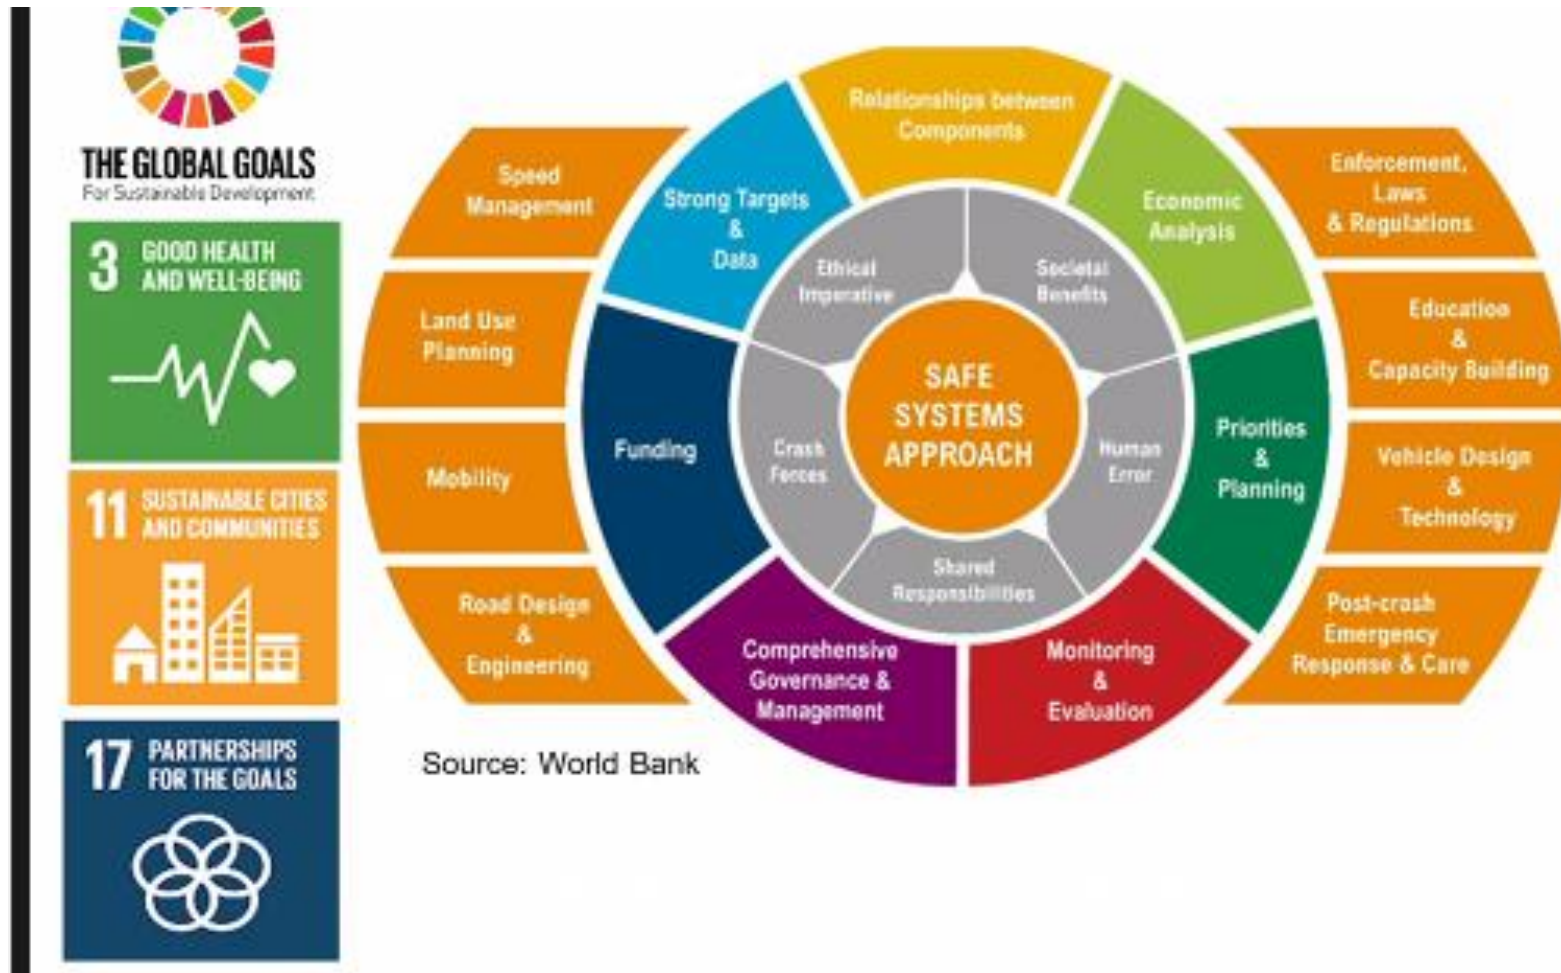 THE GLOBAL GOALS
For Sustainable Development
3 GOOD HEALTH
AND WELL-BEING
11 SUSTAINABLE CITIES
AND COMMUNITIES
17 PARTNERSHIPS
FOR THE GOALS
Speed
Management
Land Use
Planning
Mobility
Road Design
&
Engineering
Relationships between
Components
Strong Targets
&
Data
Economic
Analysis
Funding
Priorities
&
Planning
Comprehensive
Governance &
Management
Monitoring
&
Evaluation
Ethical
Imperative
Societal
Benefits
Crash
Forces
Human
Error
Shared
Responsibilities
SAFE
SYSTEMS
APPROACH
Enforcement,
Laws
& Regulations
Education
&
Capacity Building
Vehicle Design
&
Technology
Post-crash
Emergency
Response & Care
Source: World Bank